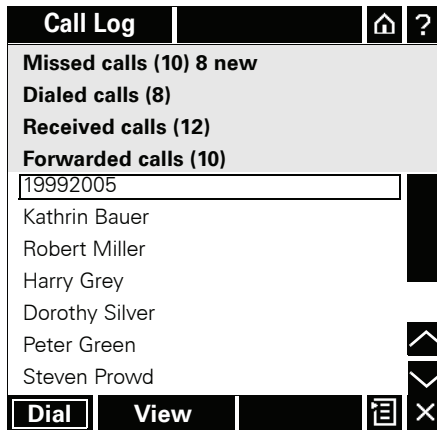 Call Log ?
Missed calls (10) 8 new
Dialed calls (8)
Received calls (12)
Forwarded calls (10)
19992005
Kathrin Bauer
Robert Miller
Harry Grey
Dorothy Silver
Peter Green
Steven Prowd
Dial View